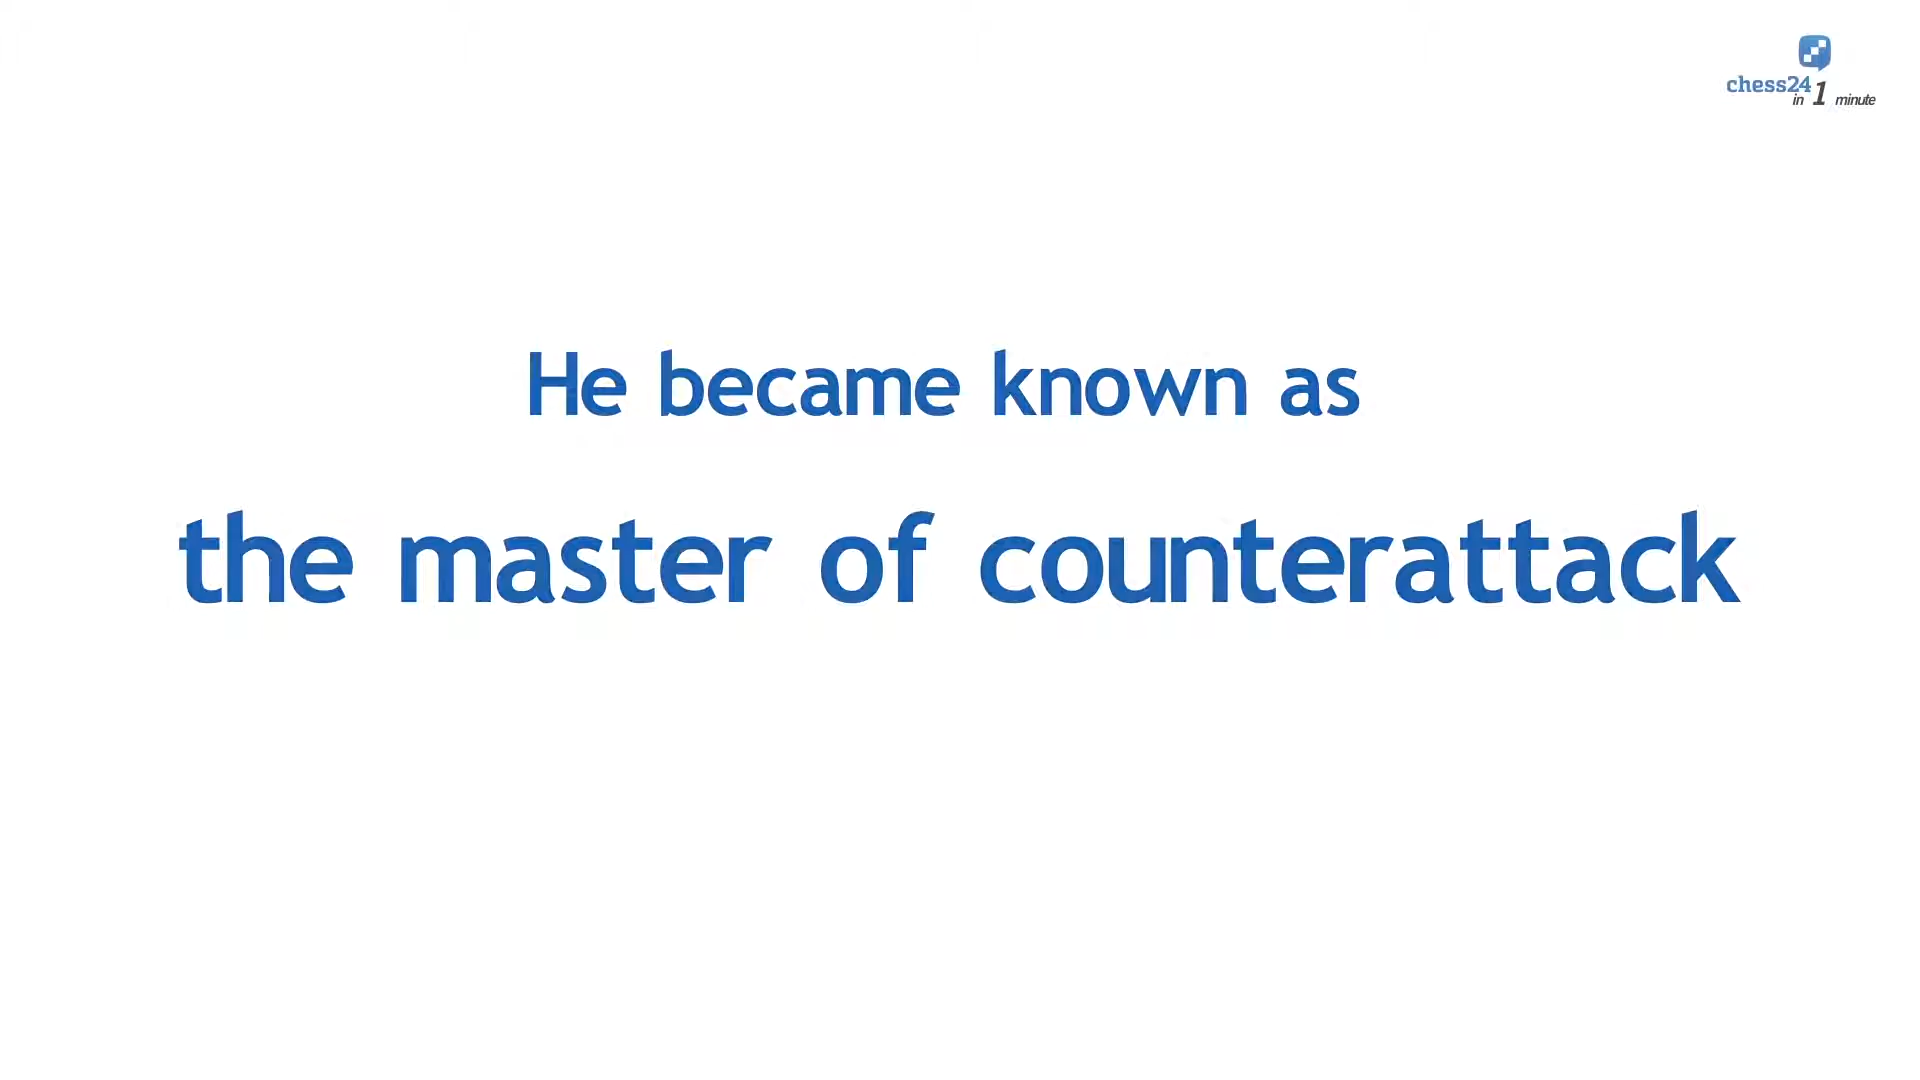 chess24
in 1 minute
He became known as
the master of counterattack